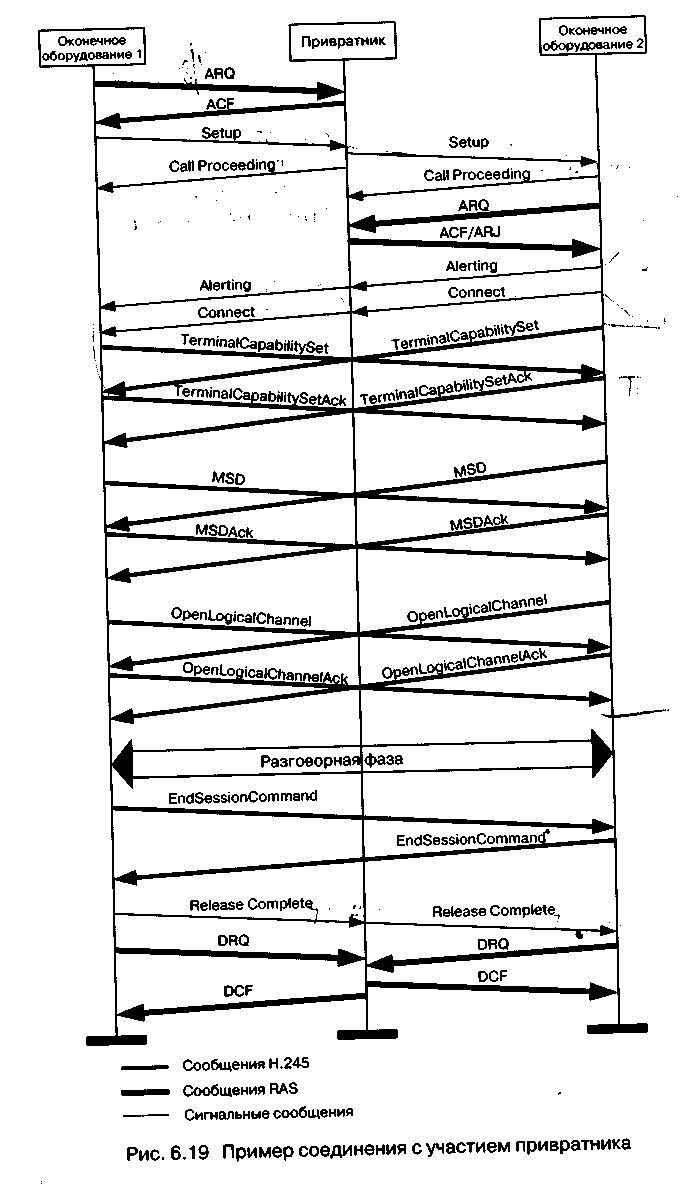 Оконечное
оборудование 1
Привратник
Оконечное
оборудование 2
ARQ
ACF
Setup
Setup
Call Proceeding
Call Proceeding
ARQ
ACF/ARJ
Alerting
Alerting
Connect
Connect
TerminalCapabilitySet
TerminalCapabilitySet
TerminalCapabilitySetAck
TerminalCapabilitySetAck
MSD
MSD
MSDAck
MSDAck
OpenLogicalChannel
OpenLogicalChannel
OpenLogicalChannelAck
OpenLogicalChannelAck
Разговорная фаза
EndSessionCommand
EndSessionCommand
Release Complete
Release Complete
DRQ
DRQ
DCF
DCF
Сообщения H.245
Сообщения RAS
Сигнальные сообщения
Рис. 6.19 Пример соединения с участием привратника